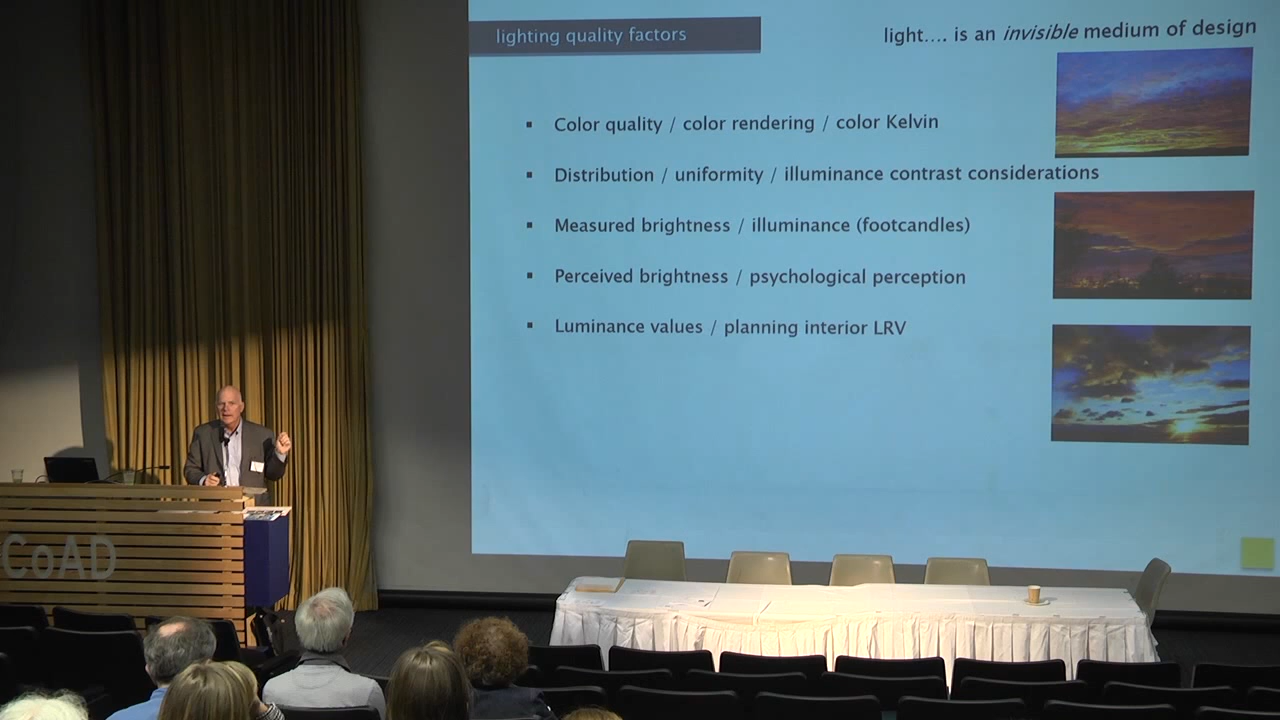 lighting quality factors
light.... is an invisible medium of design
▪ Color quality / color rendering / color Kelvin
▪ Distribution / uniformity / illuminance contrast considerations
▪ Measured brightness / illuminance (footcandles)
▪ Perceived brightness / psychological perception
▪ Luminance values / planning interior LRV
CoAD